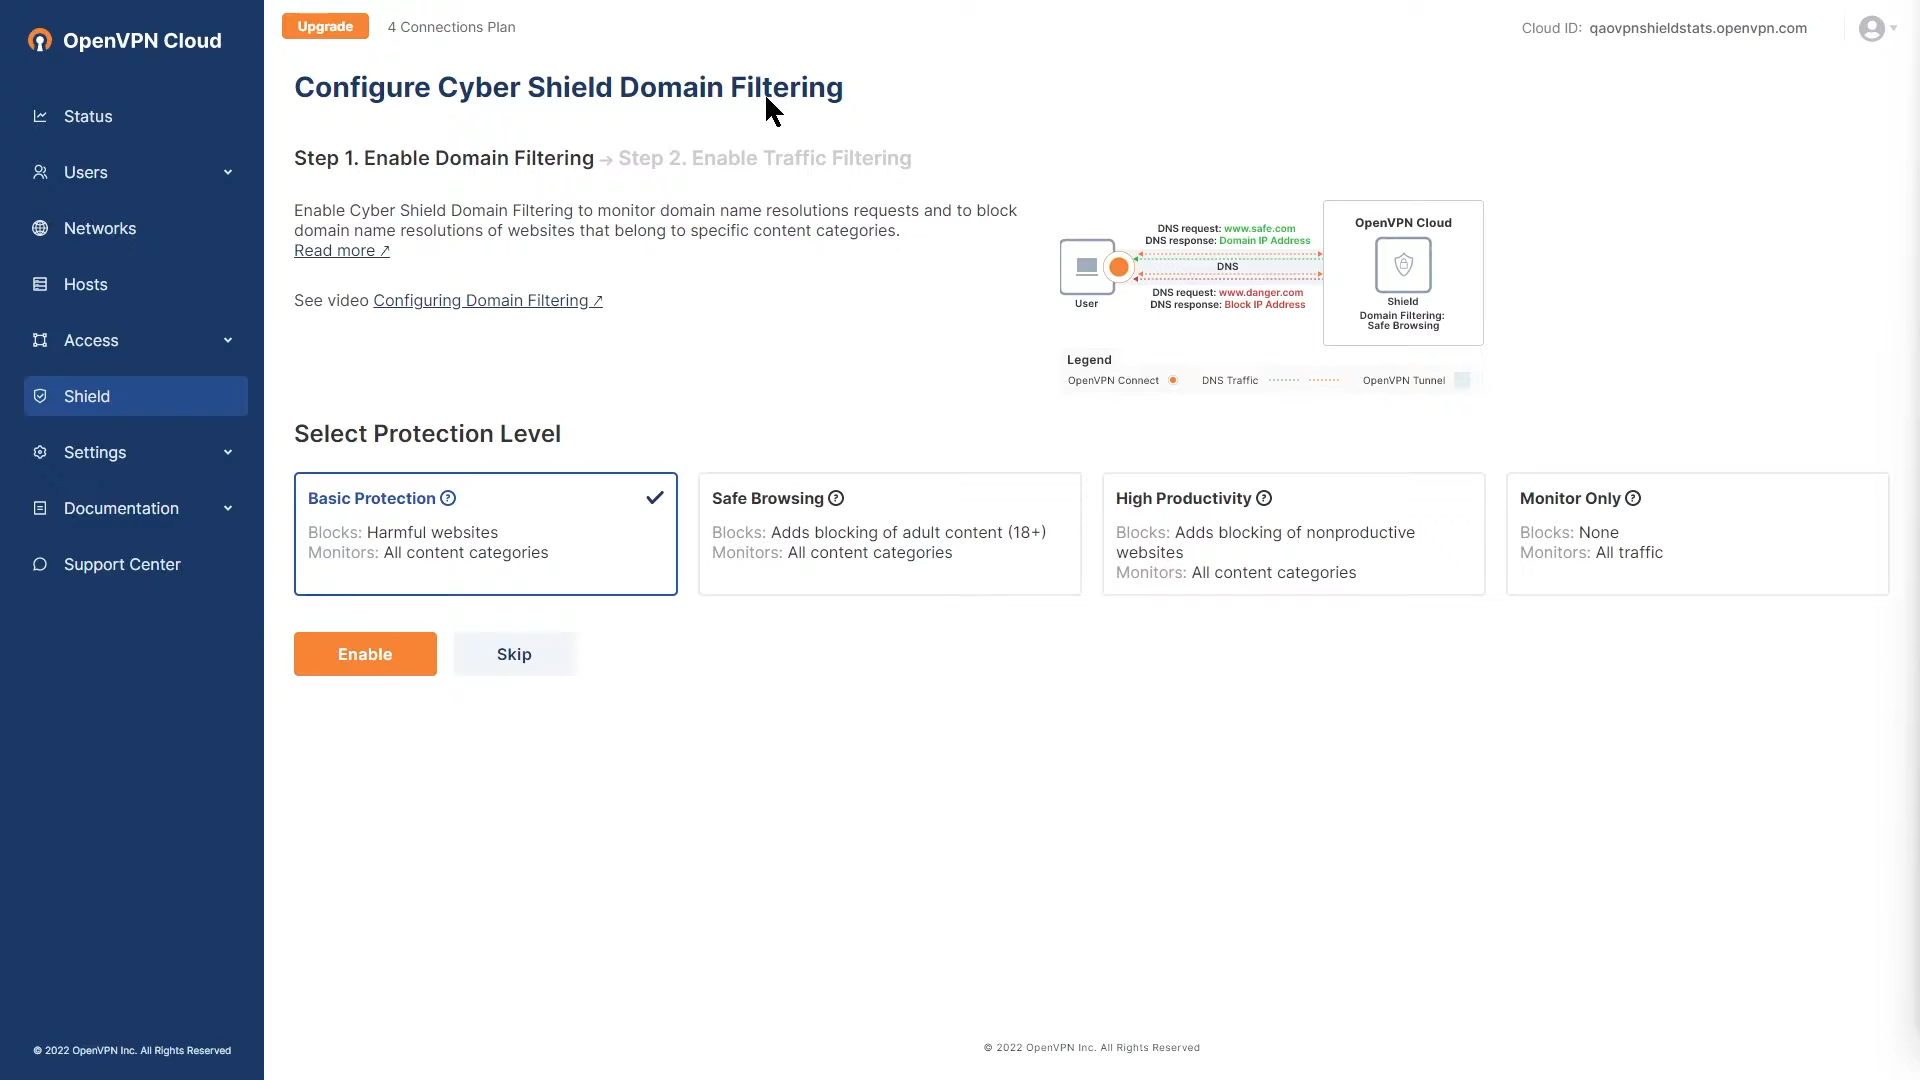 OpenVPN Cloud
Status
Users
Networks
Hosts
Access
Shield
Settings
Documentation
Support Center
© 2022 OpenVPN Inc. All Rights Reserved
Upgrade
4 Connections Plan
Cloud ID: qaovpnshieldstats.openvpn.com
Configure Cyber Shield Domain Filtering
Step 1. Enable Domain Filtering → Step 2. Enable Traffic Filtering
Enable Cyber Shield Domain Filtering to monitor domain name resolutions requests and to block
domain name resolutions of websites that belong to specific content categories.
Read more ↗
See video Configuring Domain Filtering ↗
DNS request: www.safe.com
DNS response: Domain IP Address
DNS
DNS request: www.danger.com
DNS response: Block IP Address
User
OpenVPN Cloud
Shield
Domain Filtering:
Safe Browsing
Legend
OpenVPN Connect
DNS Traffic
OpenVPN Tunnel
Select Protection Level
Basic Protection
Blocks: Harmful websites
Monitors: All content categories
Safe Browsing
Blocks: Adds blocking of adult content (18+)
Monitors: All content categories
High Productivity
Blocks: Adds blocking of nonproductive
websites
Monitors: All content categories
Monitor Only
Blocks: None
Monitors: All traffic
Enable
Skip
© 2022 OpenVPN Inc. All Rights Reserved